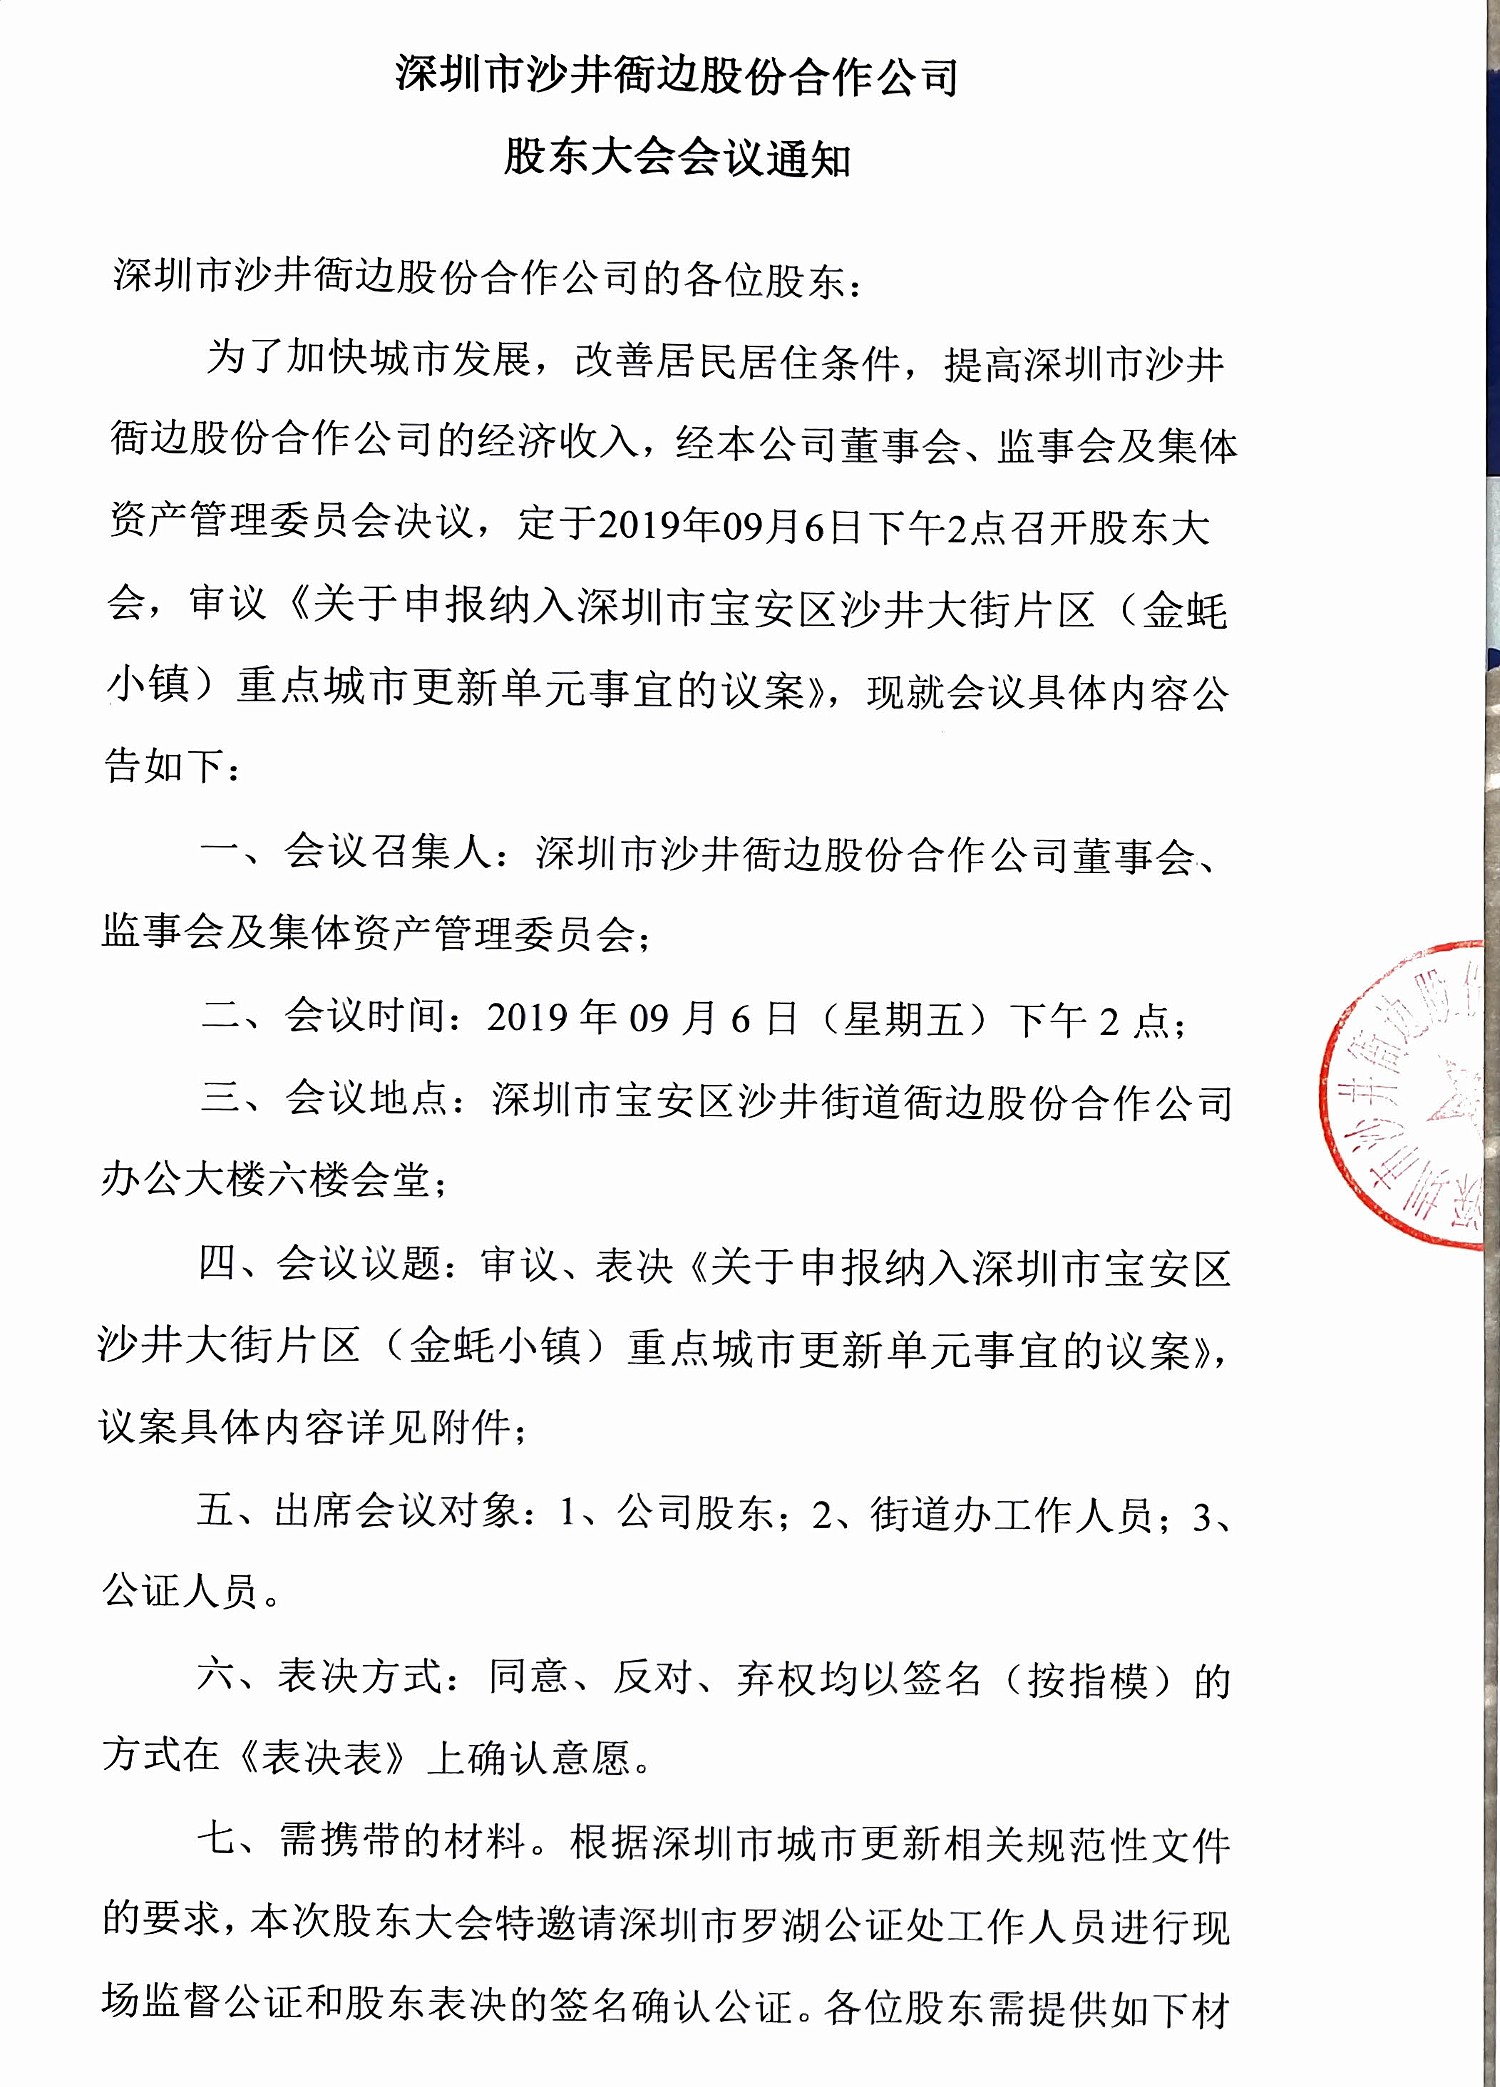 深圳市沙井衙边股份合作公司
股东大会会议通知
深圳市沙井衙边股份合作公司的各位股东：
为了加快城市发展，改善居民居住条件，提高深圳市沙井
衙边股份合作公司的经济收入，经本公司董事会、监事会及集体
资产管理委员会决议，定于2019年09月6日下午2点召开股东大
会，审议《关于申报纳入深圳市宝安区沙井大街片区（金蚝
小镇）重点城市更新单元事宜的议案》，现就会议具体内容公
告如下：
一、会议召集人：深圳市沙井衙边股份合作公司董事会、
监事会及集体资产管理委员会；
二、会议时间：2019 年 09 月 6 日（星期五）下午 2 点；
三、会议地点：深圳市宝安区沙井街道衙边股份合作公司
办公大楼六楼会堂；
四、会议议题：审议、表决《关于申报纳入深圳市宝安区
沙井大街片区（金蚝小镇）重点城市更新单元事宜的议案》，
议案具体内容详见附件；
五、出席会议对象：1、公司股东；2、街道办工作人员；3、
公证人员。
六、表决方式：同意、反对、弃权均以签名（按指模）的
方式在《表决表》上确认意愿。
七、需携带的材料。根据深圳市城市更新相关规范性文件
的要求，本次股东大会特邀请深圳市罗湖公证处工作人员进行现
场监督公证和股东表决的签名确认公证。各位股东需提供如下材
深圳市沙井衙边股份